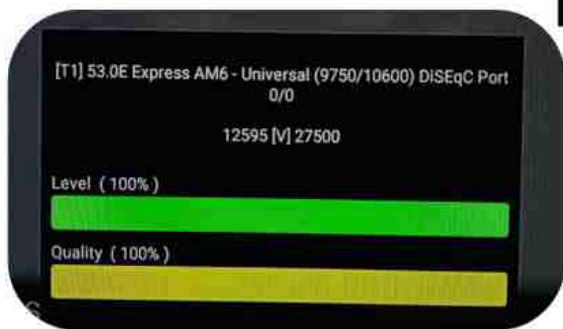 [T1] 53.0E Express AM6 - Universal (9750/10600) DiSEqC Port
0/0
12595 [V] 27500
Level ( 100% )
Quality ( 100% )